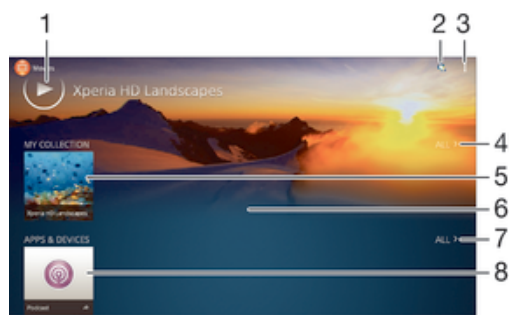 1
2
3
Movies
Xperia HD Landscapes
MY COLLECTION
ALL >
4
5
Xperia HD Landscapes
6
APPS & DEVICES
ALL >
7
8
Podcast